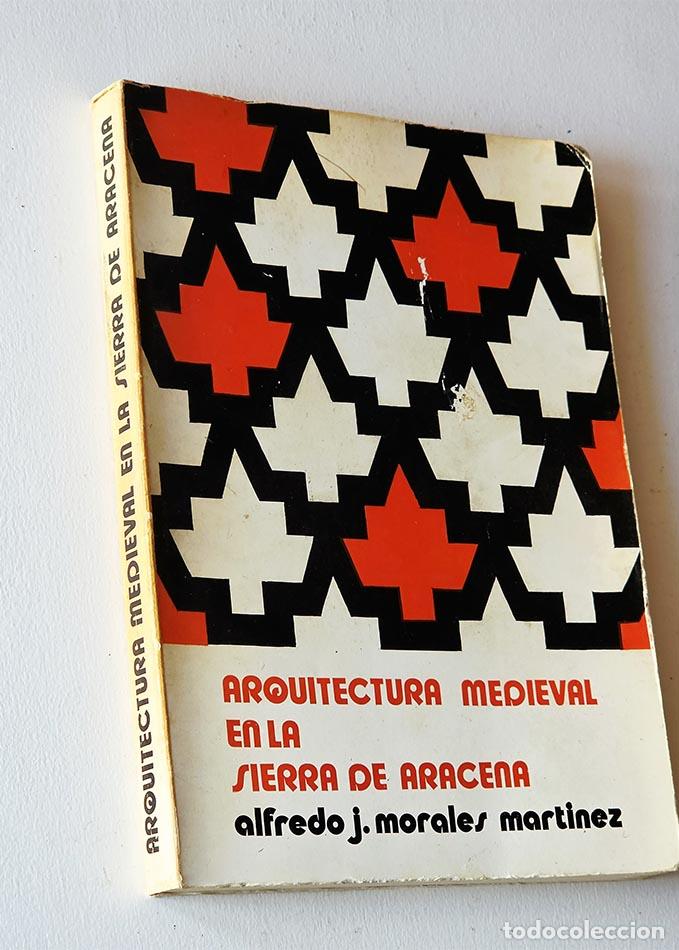 ARQUITECTURA MEDIEVAL EN LA SIERRA DE ARACENA
ARQUITECTURA MEDIEVAL
EN LA
SIERRA DE ARACENA
alfredo j. morales martinez
todocoleccion